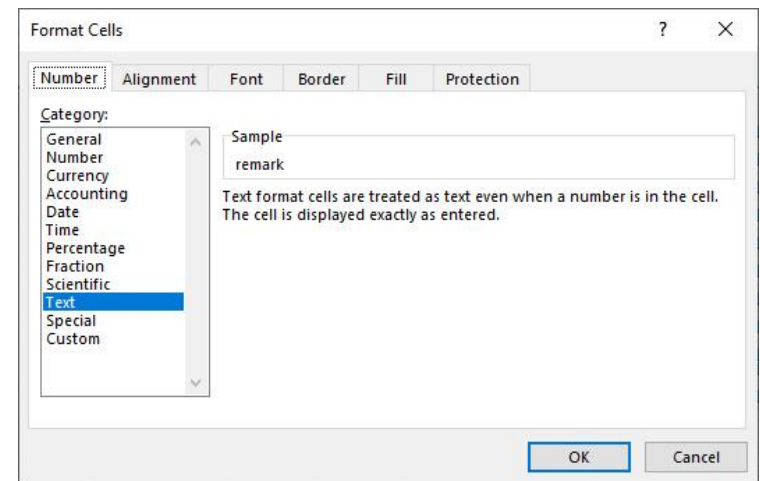 Format Cells ?
Number Alignment Font Border Fill Protection
Category:
General
Number
Currency
Accounting
Date
Time
Percentage
Fraction
Scientific
Text
Special
Custom
Sample
remark
Text format cells are treated as text even when a number is in the cell.
The cell is displayed exactly as entered.
OK Cancel